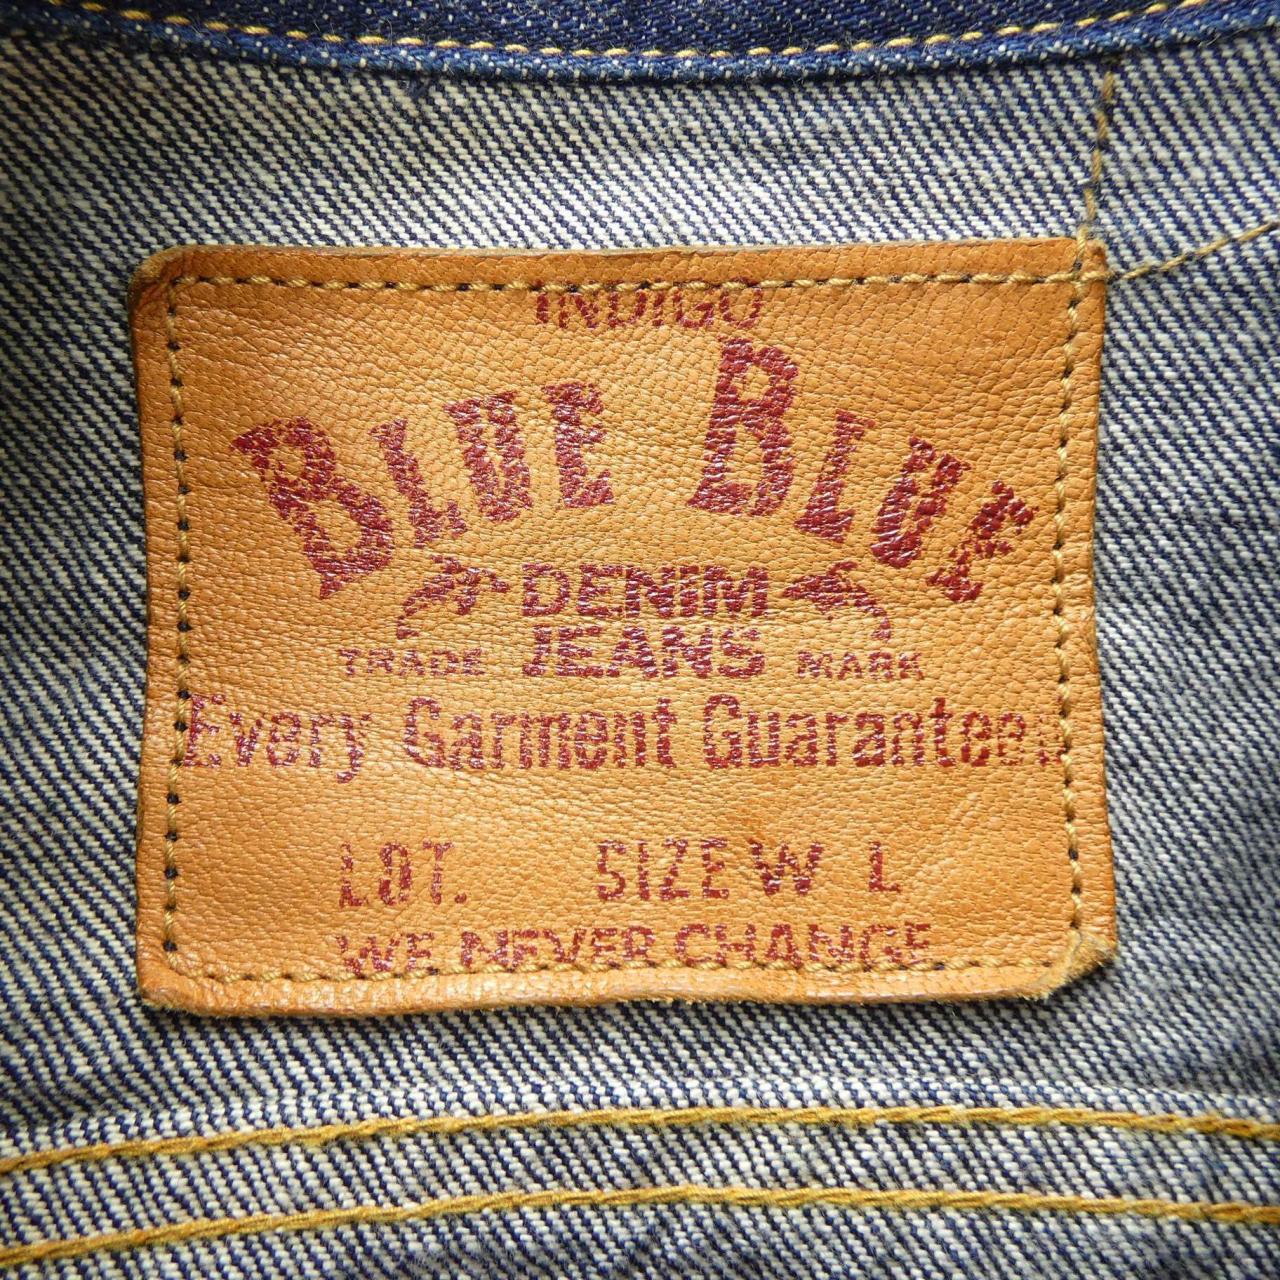 INDIGO
BLUE BLUE
DENIM
TRADE JEANS MARK
Every Garment Guaranteed
LOT. SIZE W L
WE NEVER CHANGE